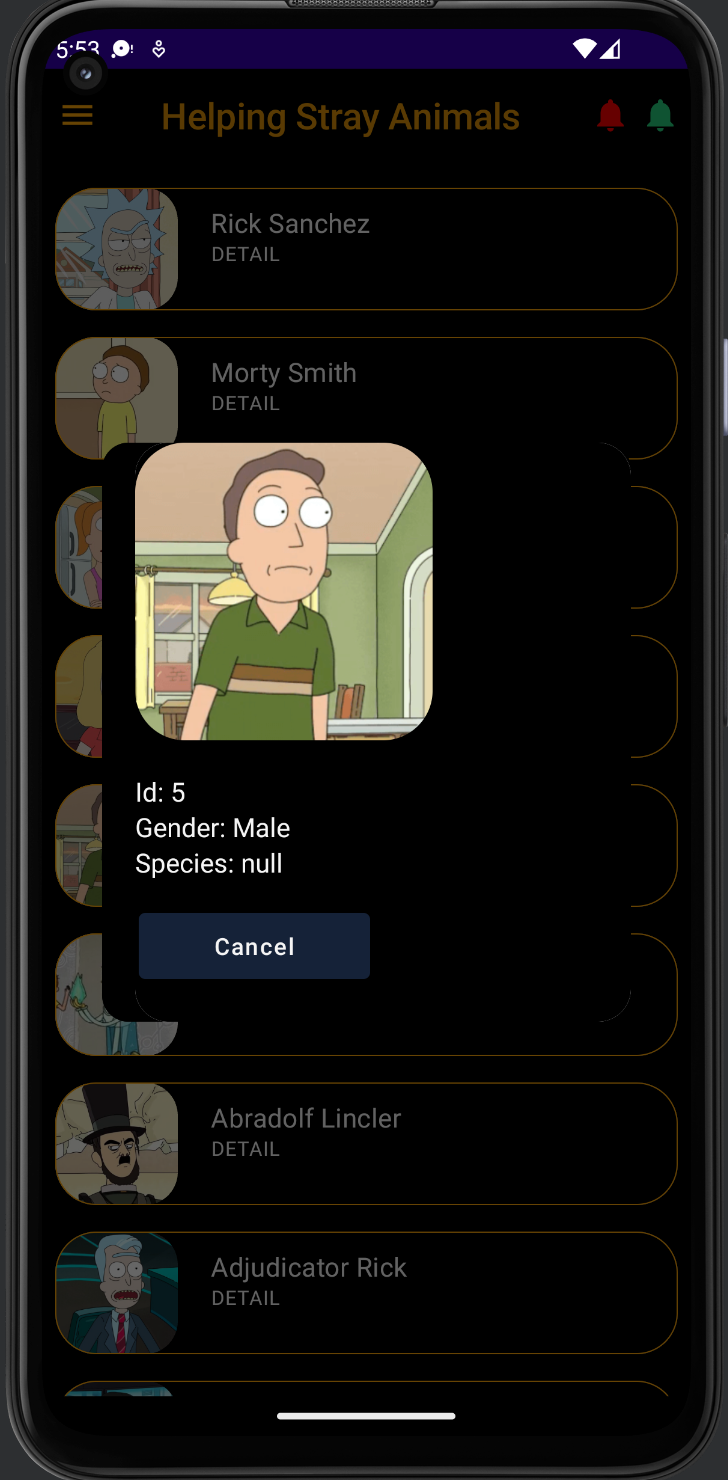 5:53
Helping Stray Animals
Rick Sanchez
DETAIL
Morty Smith
DETAIL
Id: 5
Gender: Male
Species: null
Cancel
Abradolf Lincler
DETAIL
Adjudicator Rick
DETAIL